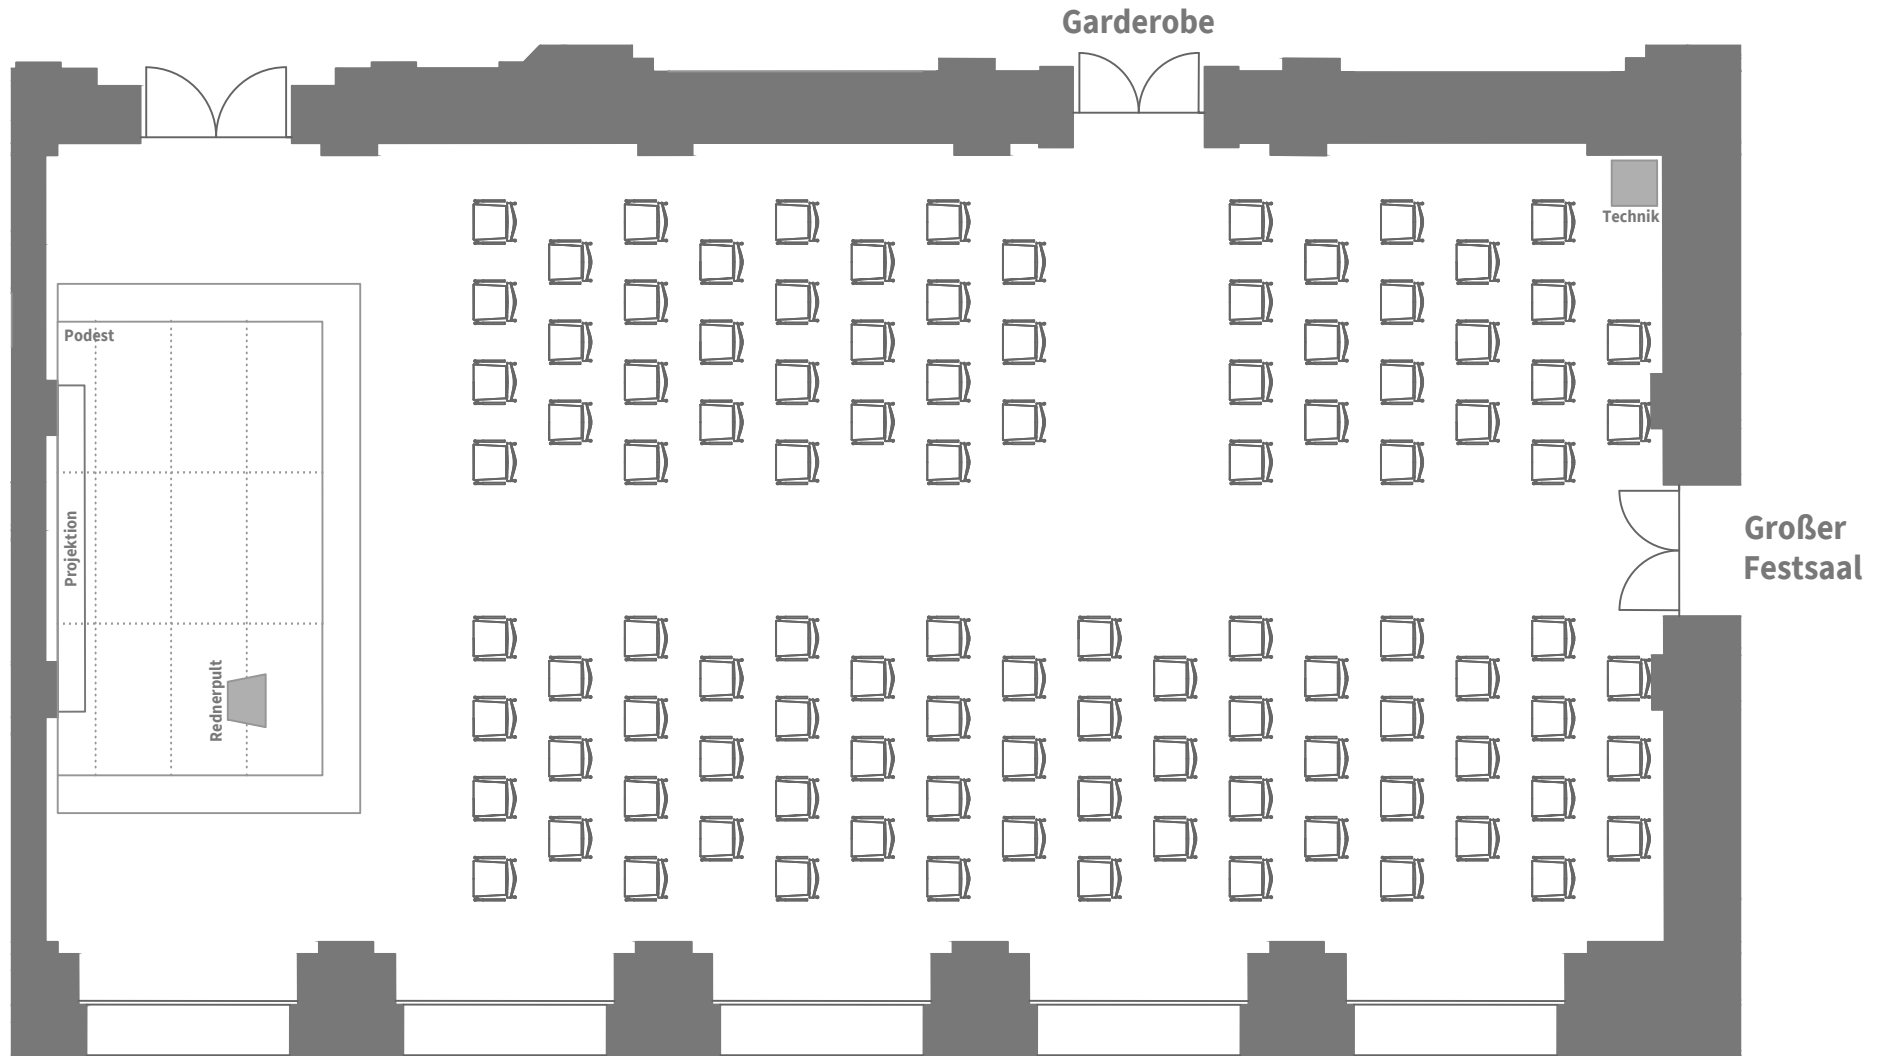 Garderobe
Technik
Podest
Projektion
Großer
Festsaal
Rednerpult